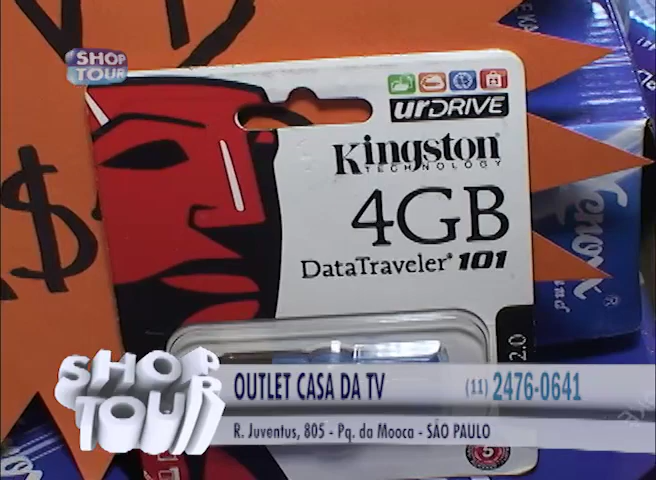 SHOP
TOUR
$
urDRIVE
Kingston
TECHNOLOGY
4GB
DataTraveler® 101
2.0
SHOP
TOUR
OUTLET CASA DA TV (11) 2476-0641
R. Juventus, 805 - Pq. da Mooca - SÃO PAULO
5